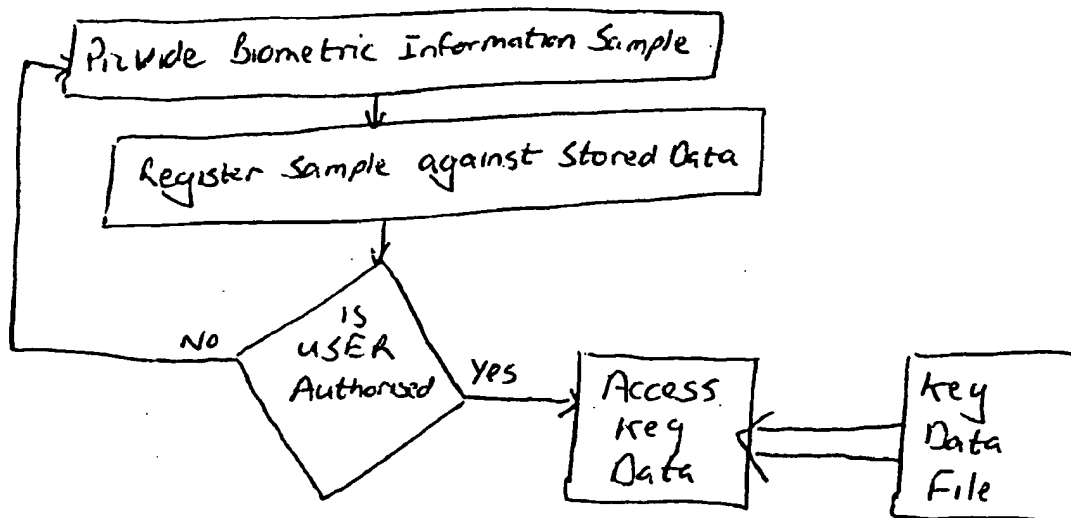 Provide Biometric Information Sample
Register Sample against Stored Data
is
USER
Authorised
No
Yes
Access
Key
Data
Key
Data
File